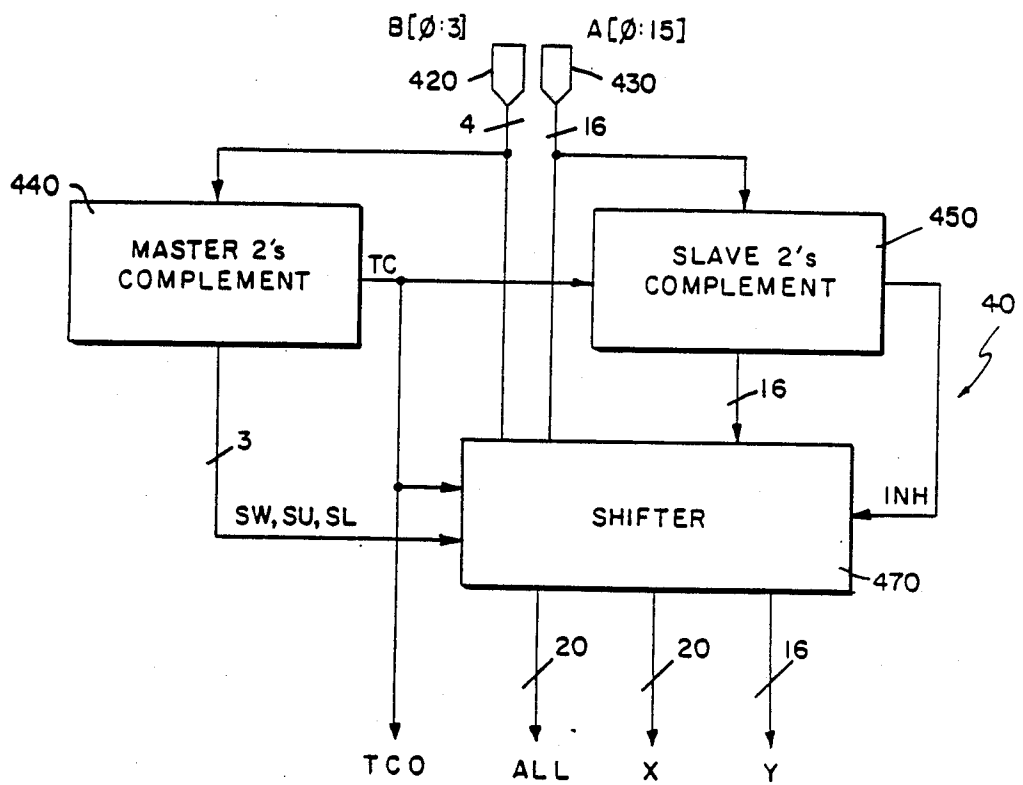 B[Ø:3] A[Ø:15]
420 430
4 16
440
MASTER 2's
COMPLEMENT
TC
SLAVE 2's
COMPLEMENT
450
40
16
3
SW, SU, SL
SHIFTER
INH
470
20 20 16
TCO ALL X Y